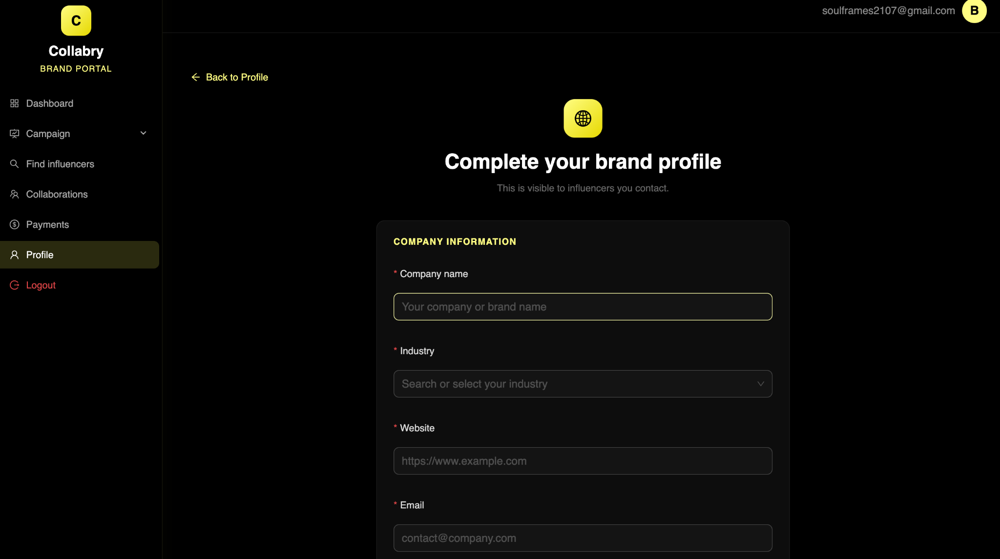 C
Collabry
BRAND PORTAL
Dashboard
Campaign
Find influencers
Collaborations
Payments
Profile
Logout
soulframes2107@gmail.com
B
Back to Profile
Complete your brand profile
This is visible to influencers you contact.
COMPANY INFORMATION
* Company name
Your company or brand name
* Industry
Search or select your industry
* Website
https://www.example.com
* Email
contact@company.com